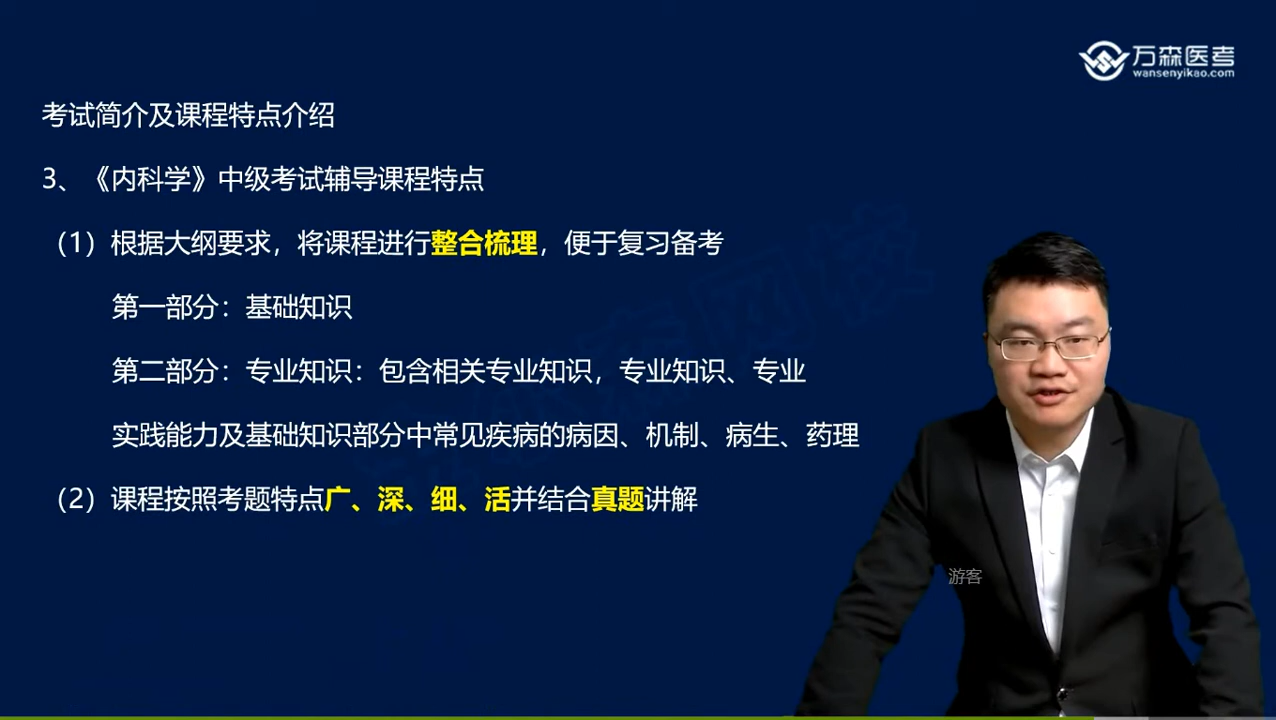 万森医考
wansenyikao.com
考试简介及课程特点介绍
3、《内科学》中级考试辅导课程特点
（1）根据大纲要求，将课程进行整合梳理，便于复习备考
第一部分：基础知识
第二部分：专业知识：包含相关专业知识，专业知识、专业
实践能力及基础知识部分中常见疾病的病因、机制、病生、药理
（2）课程按照考题特点广、深、细、活并结合真题讲解
游客